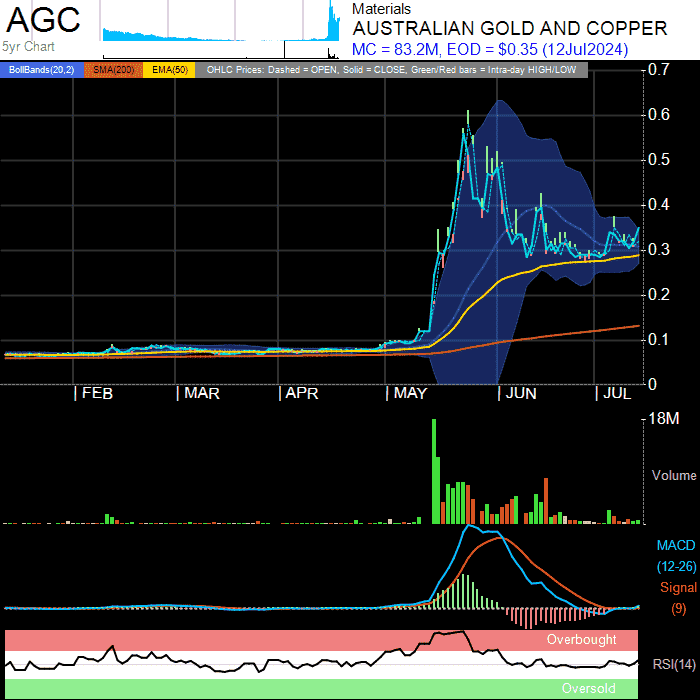 AGC
5yr Chart
Materials
AUSTRALIAN GOLD AND COPPER
MC = 83.2M, EOD = $0.35 (12Jul2024)
BollBands(20,2) SMA(200) EMA(50) OHLC Prices: Dashed = OPEN, Solid = CLOSE, Green/Red bars = Intra-day HIGH/LOW
0.7
0.6
0.5
0.4
0.3
0.2
0.1
0
FEB MAR APR MAY JUN JUL
18M
Volume
MACD
(12-26)
Signal
(9)
Overbought
RSI(14)
Oversold